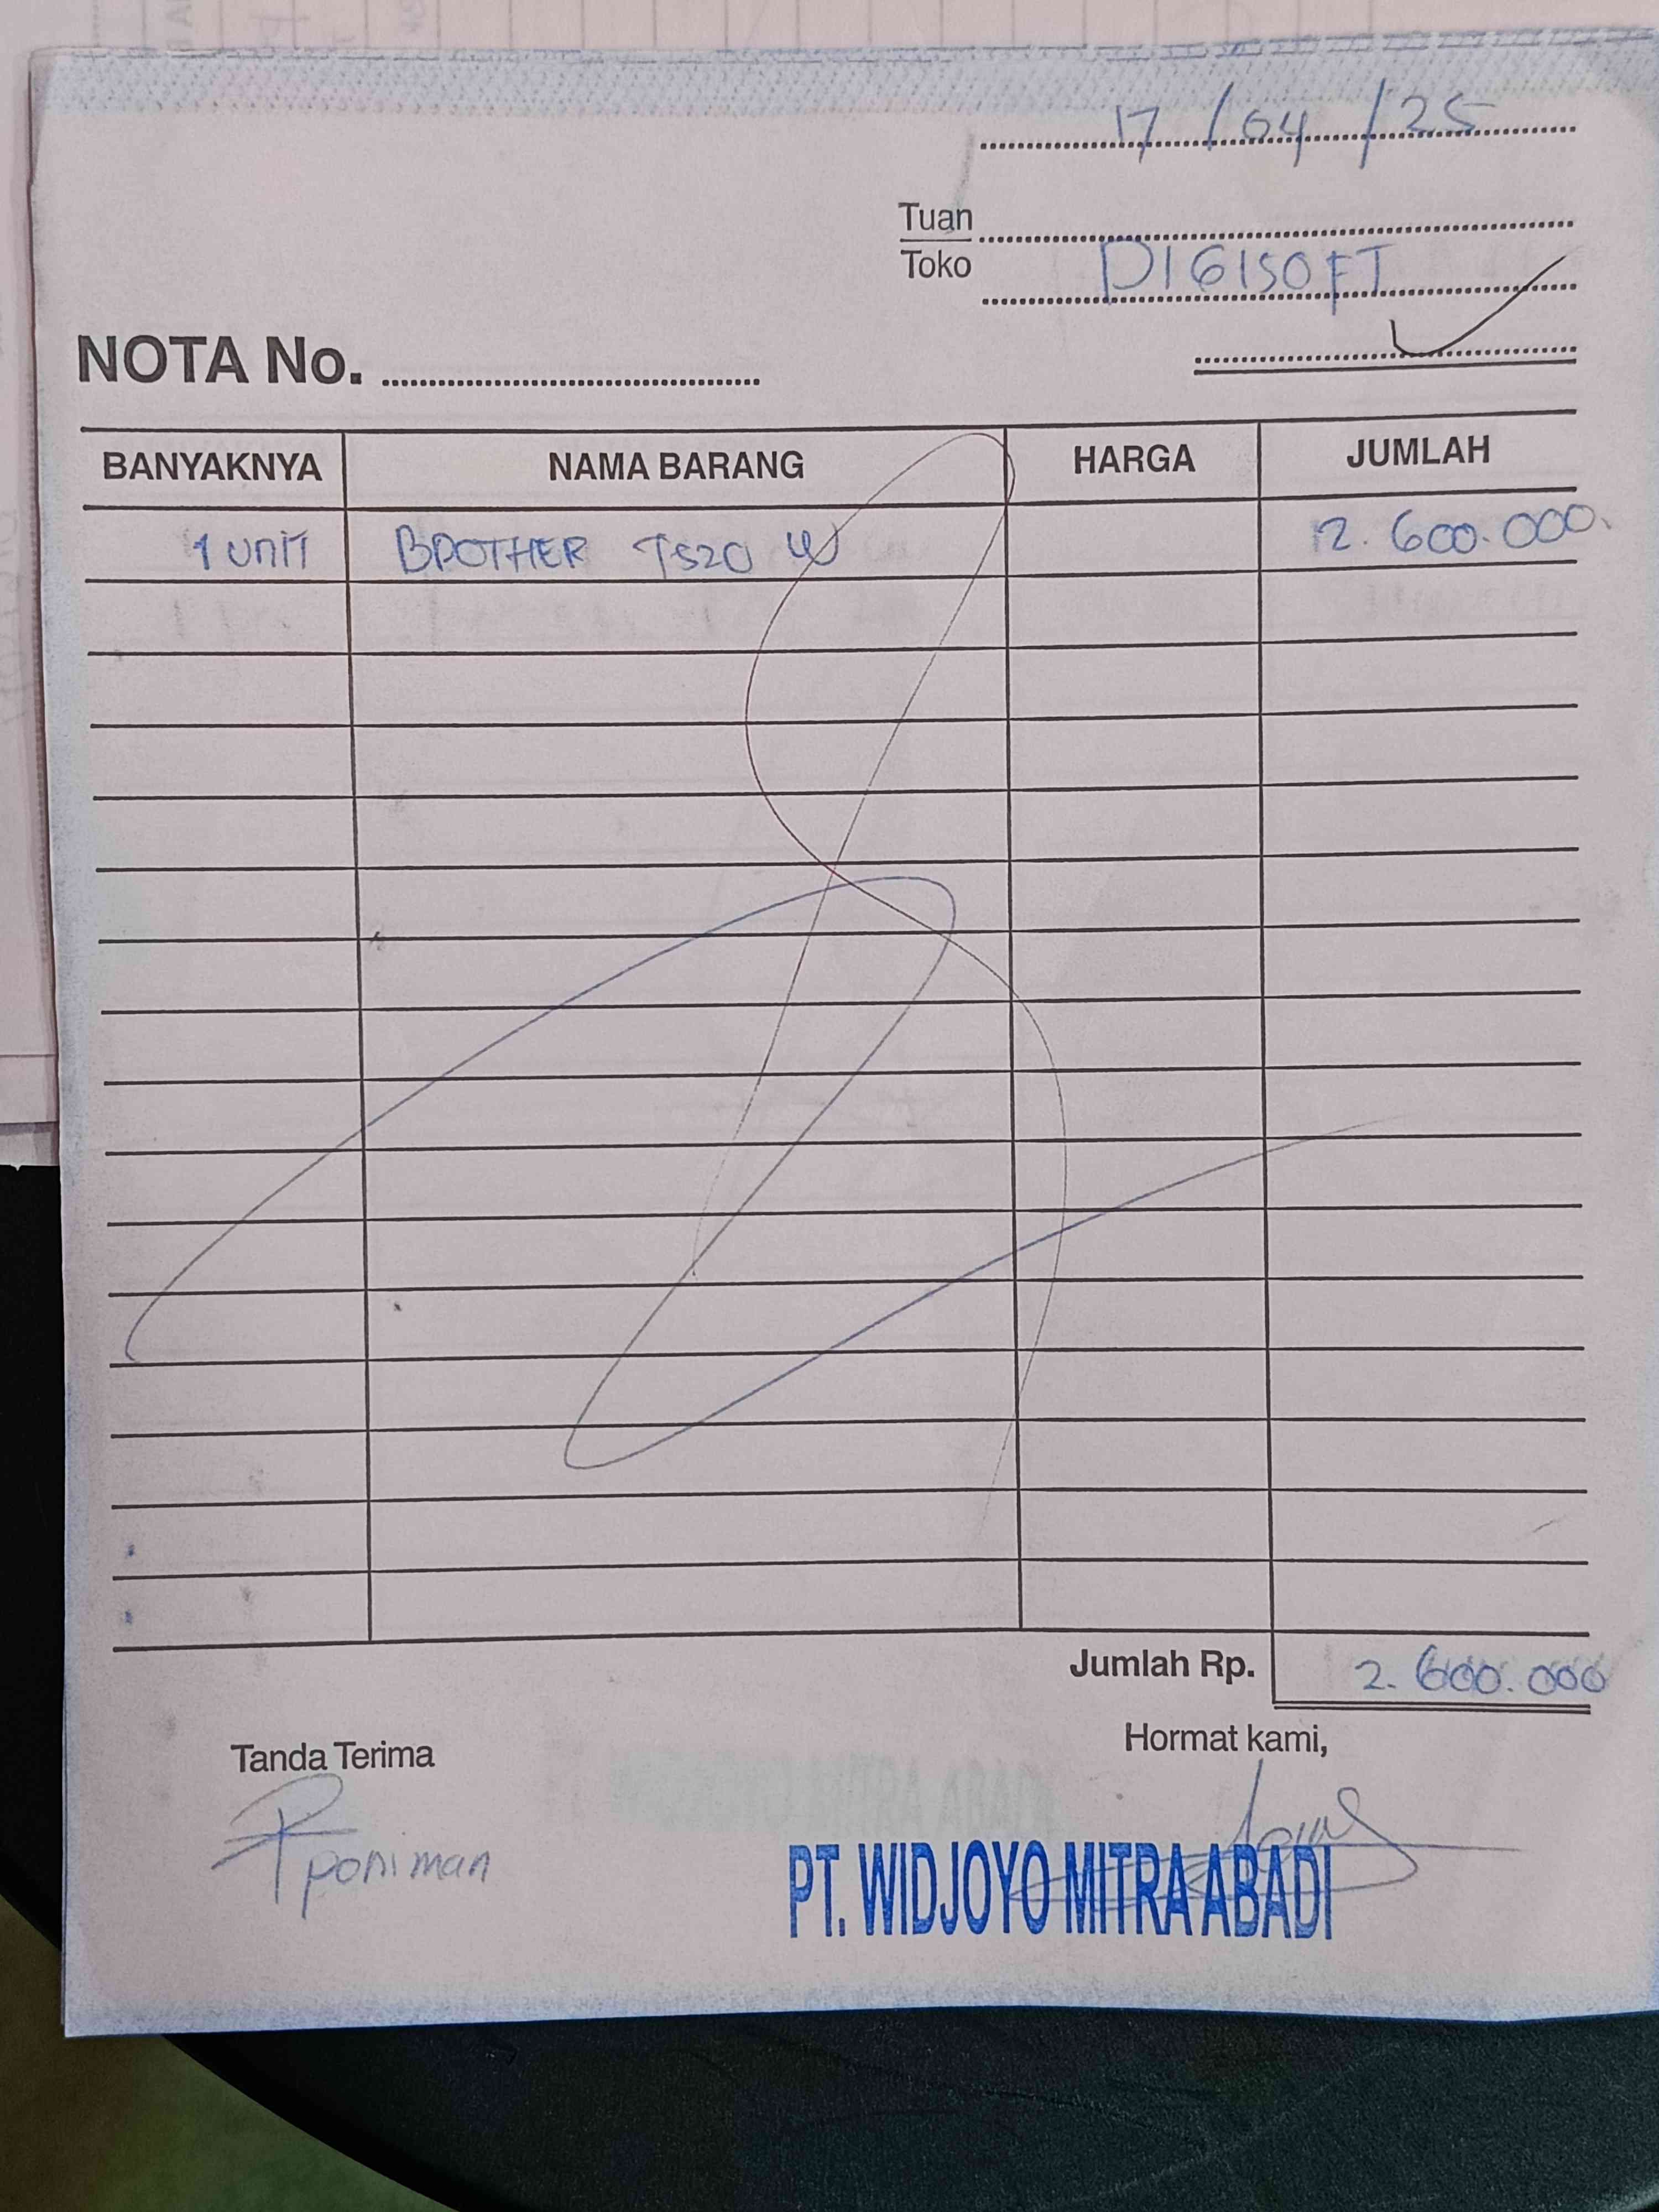 17/04/25
Tuan
Toko
DIGISOFT
NOTA No.
BANYAKNYA NAMA BARANG HARGA JUMLAH
1 UNIT BROTHER T520 W 2.600.000.
Jumlah Rp. 2.600.000
Tanda Terima Hormat kami,
poniman
PT. WIDJOYO MITRA ABADI